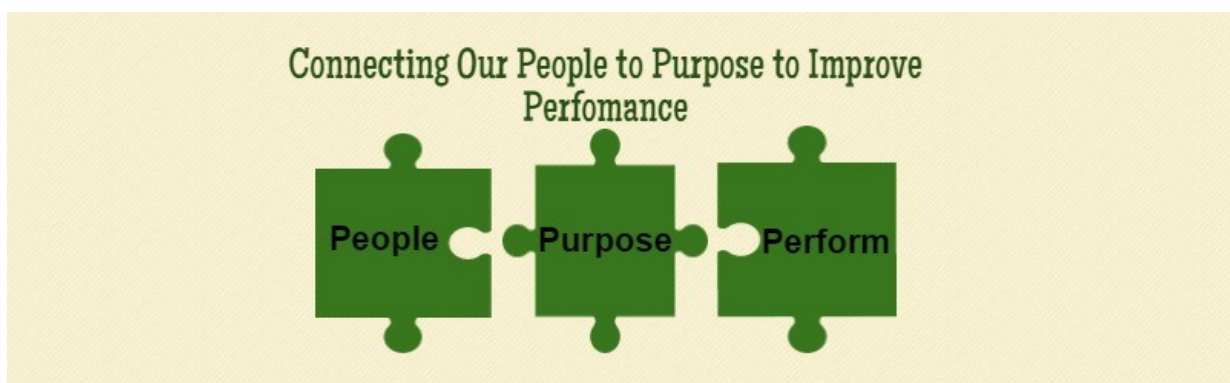 Connecting Our People to Purpose to Improve
Perfomance
People
Purpose
Perform